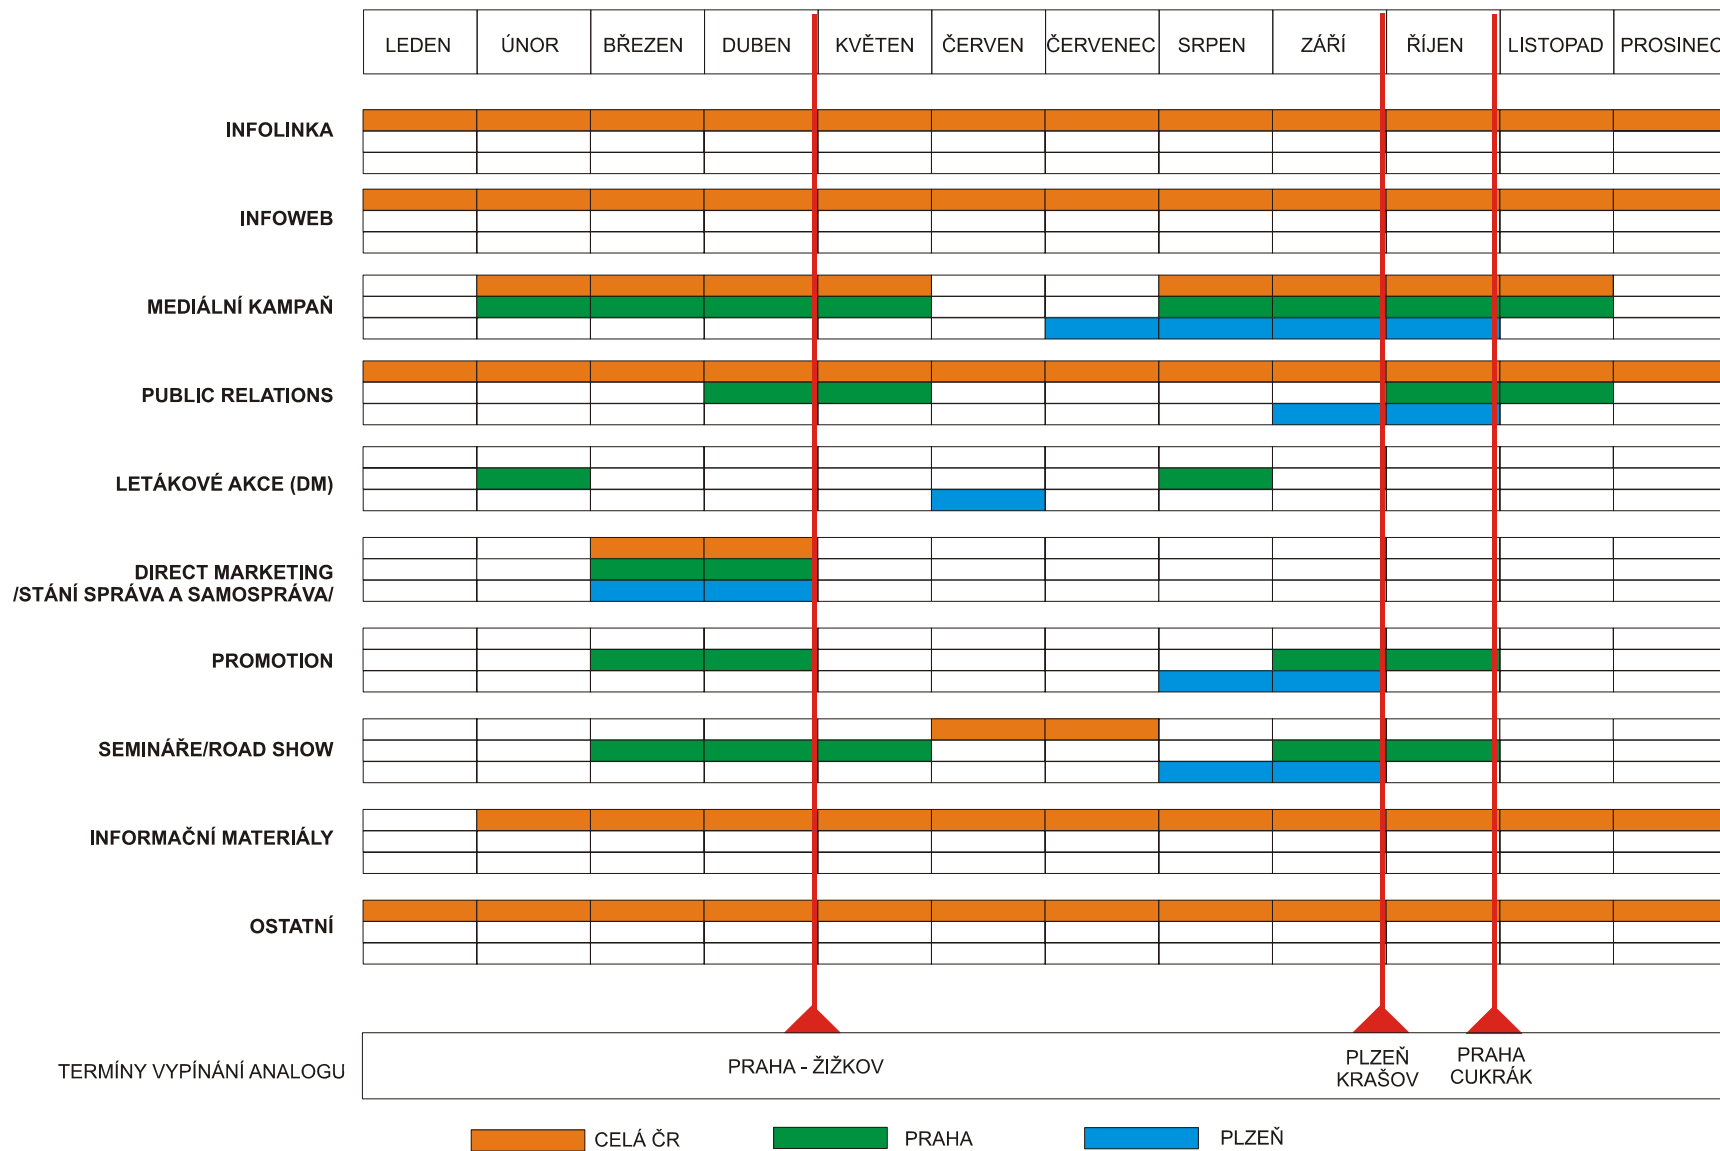 LEDEN ÚNOR BŘEZEN DUBEN KVĚTEN ČERVEN ČERVENEC SRPEN ZÁŘÍ ŘÍJEN LISTOPAD PROSINEC
INFOLINKA
INFOWEB
MEDIÁLNÍ KAMPAŇ
PUBLIC RELATIONS
LETÁKOVÉ AKCE (DM)
DIRECT MARKETING
/STÁNÍ SPRÁVA A SAMOSPRÁVA/
PROMOTION
SEMINÁŘE/ROAD SHOW
INFORMAČNÍ MATERIÁLY
OSTATNÍ
TERMÍNY VYPÍNÁNÍ ANALOGU
PRAHA - ŽIŽKOV
PLZEŇ
KRAŠOV
PRAHA
CUKRÁK
CELÁ ČR
PRAHA
PLZEŇ